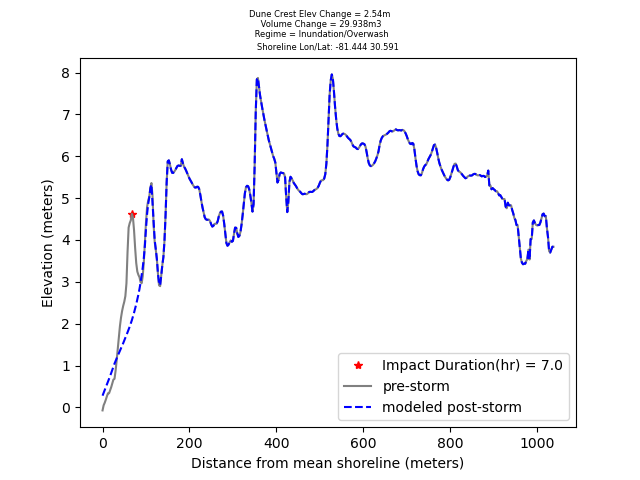 Dune Crest Elev Change = 2.54m
Volume Change = 29.938m3
Regime = Inundation/Overwash
Shoreline Lon/Lat: -81.444 30.591
8
7
6
5
4
3
2
1
0
Elevation (meters)
Impact Duration(hr) = 7.0
pre-storm
modeled post-storm
0 200 400 600 800 1000
Distance from mean shoreline (meters)